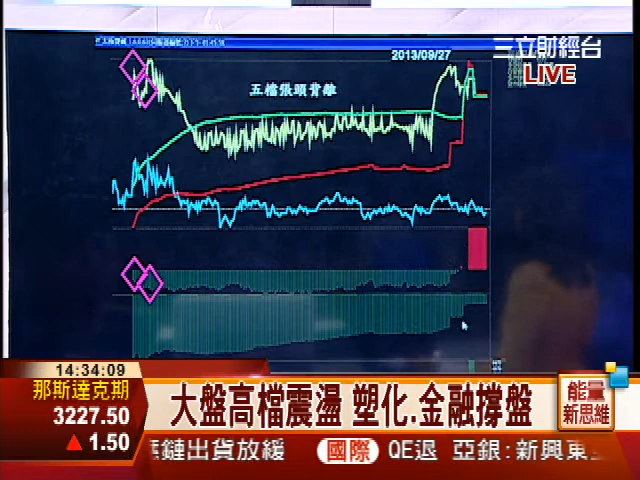 2013/09/27
三立財經台
LIVE
五檔張頭背離
14:34:09
那斯達克期
3227.50
▲1.50
大盤高檔震盪 塑化.金融撐盤
能量
新思維
鏈出貨放緩 國際 QE退 亞銀:新興東